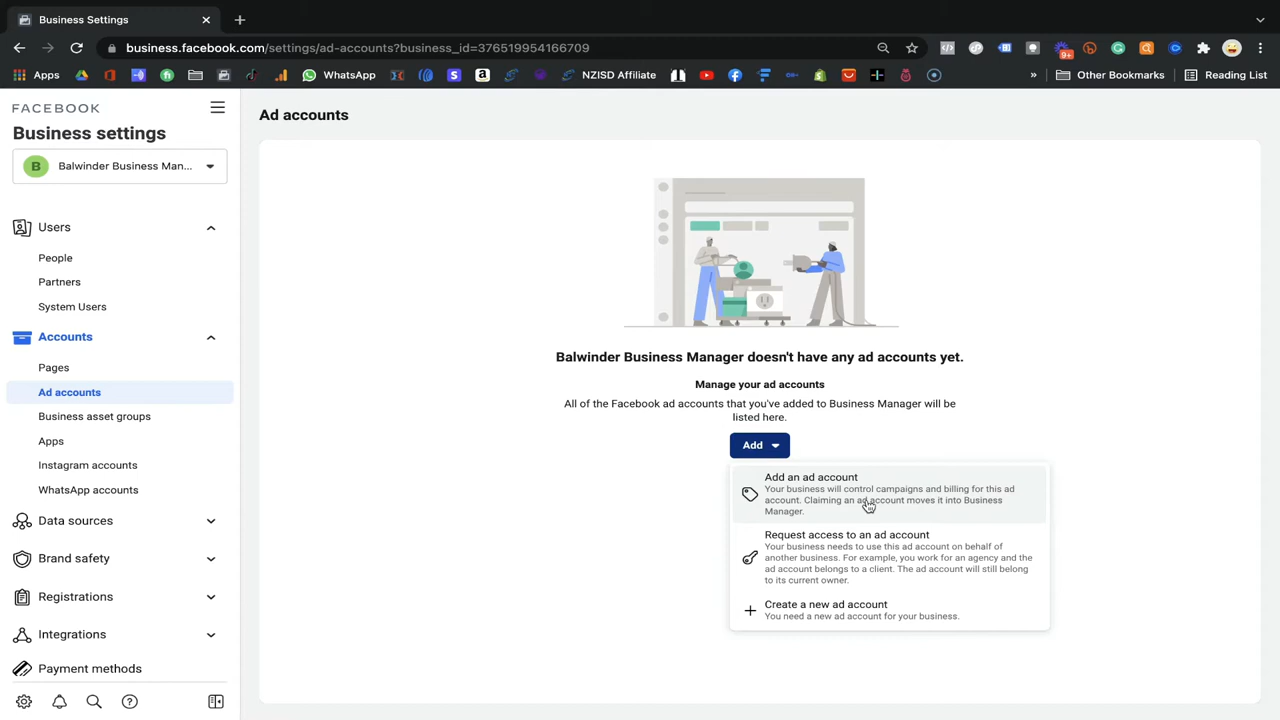 Business Settings
business.facebook.com/settings/ad-accounts?business_id=376519954166709
Apps
WhatsApp
NZISD Affiliate
»
Other Bookmarks
Reading List
9+
FACEBOOK
Business settings
B
Balwinder Business Man...
Users
People
Partners
System Users
Accounts
Pages
Ad accounts
Business asset groups
Apps
Instagram accounts
WhatsApp accounts
Data sources
Brand safety
Registrations
Integrations
Payment methods
Ad accounts
Balwinder Business Manager doesn't have any ad accounts yet.
Manage your ad accounts
All of the Facebook ad accounts that you've added to Business Manager will be
listed here.
Add
Add an ad account
Your business will control campaigns and billing for this ad
account. Claiming an ad account moves it into Business
Manager.
Request access to an ad account
Your business needs to use this ad account on behalf of
another business. For example, you work for an agency and the
ad account belongs to a client. The ad account will still belong
to its current owner.
Create a new ad account
You need a new ad account for your business.